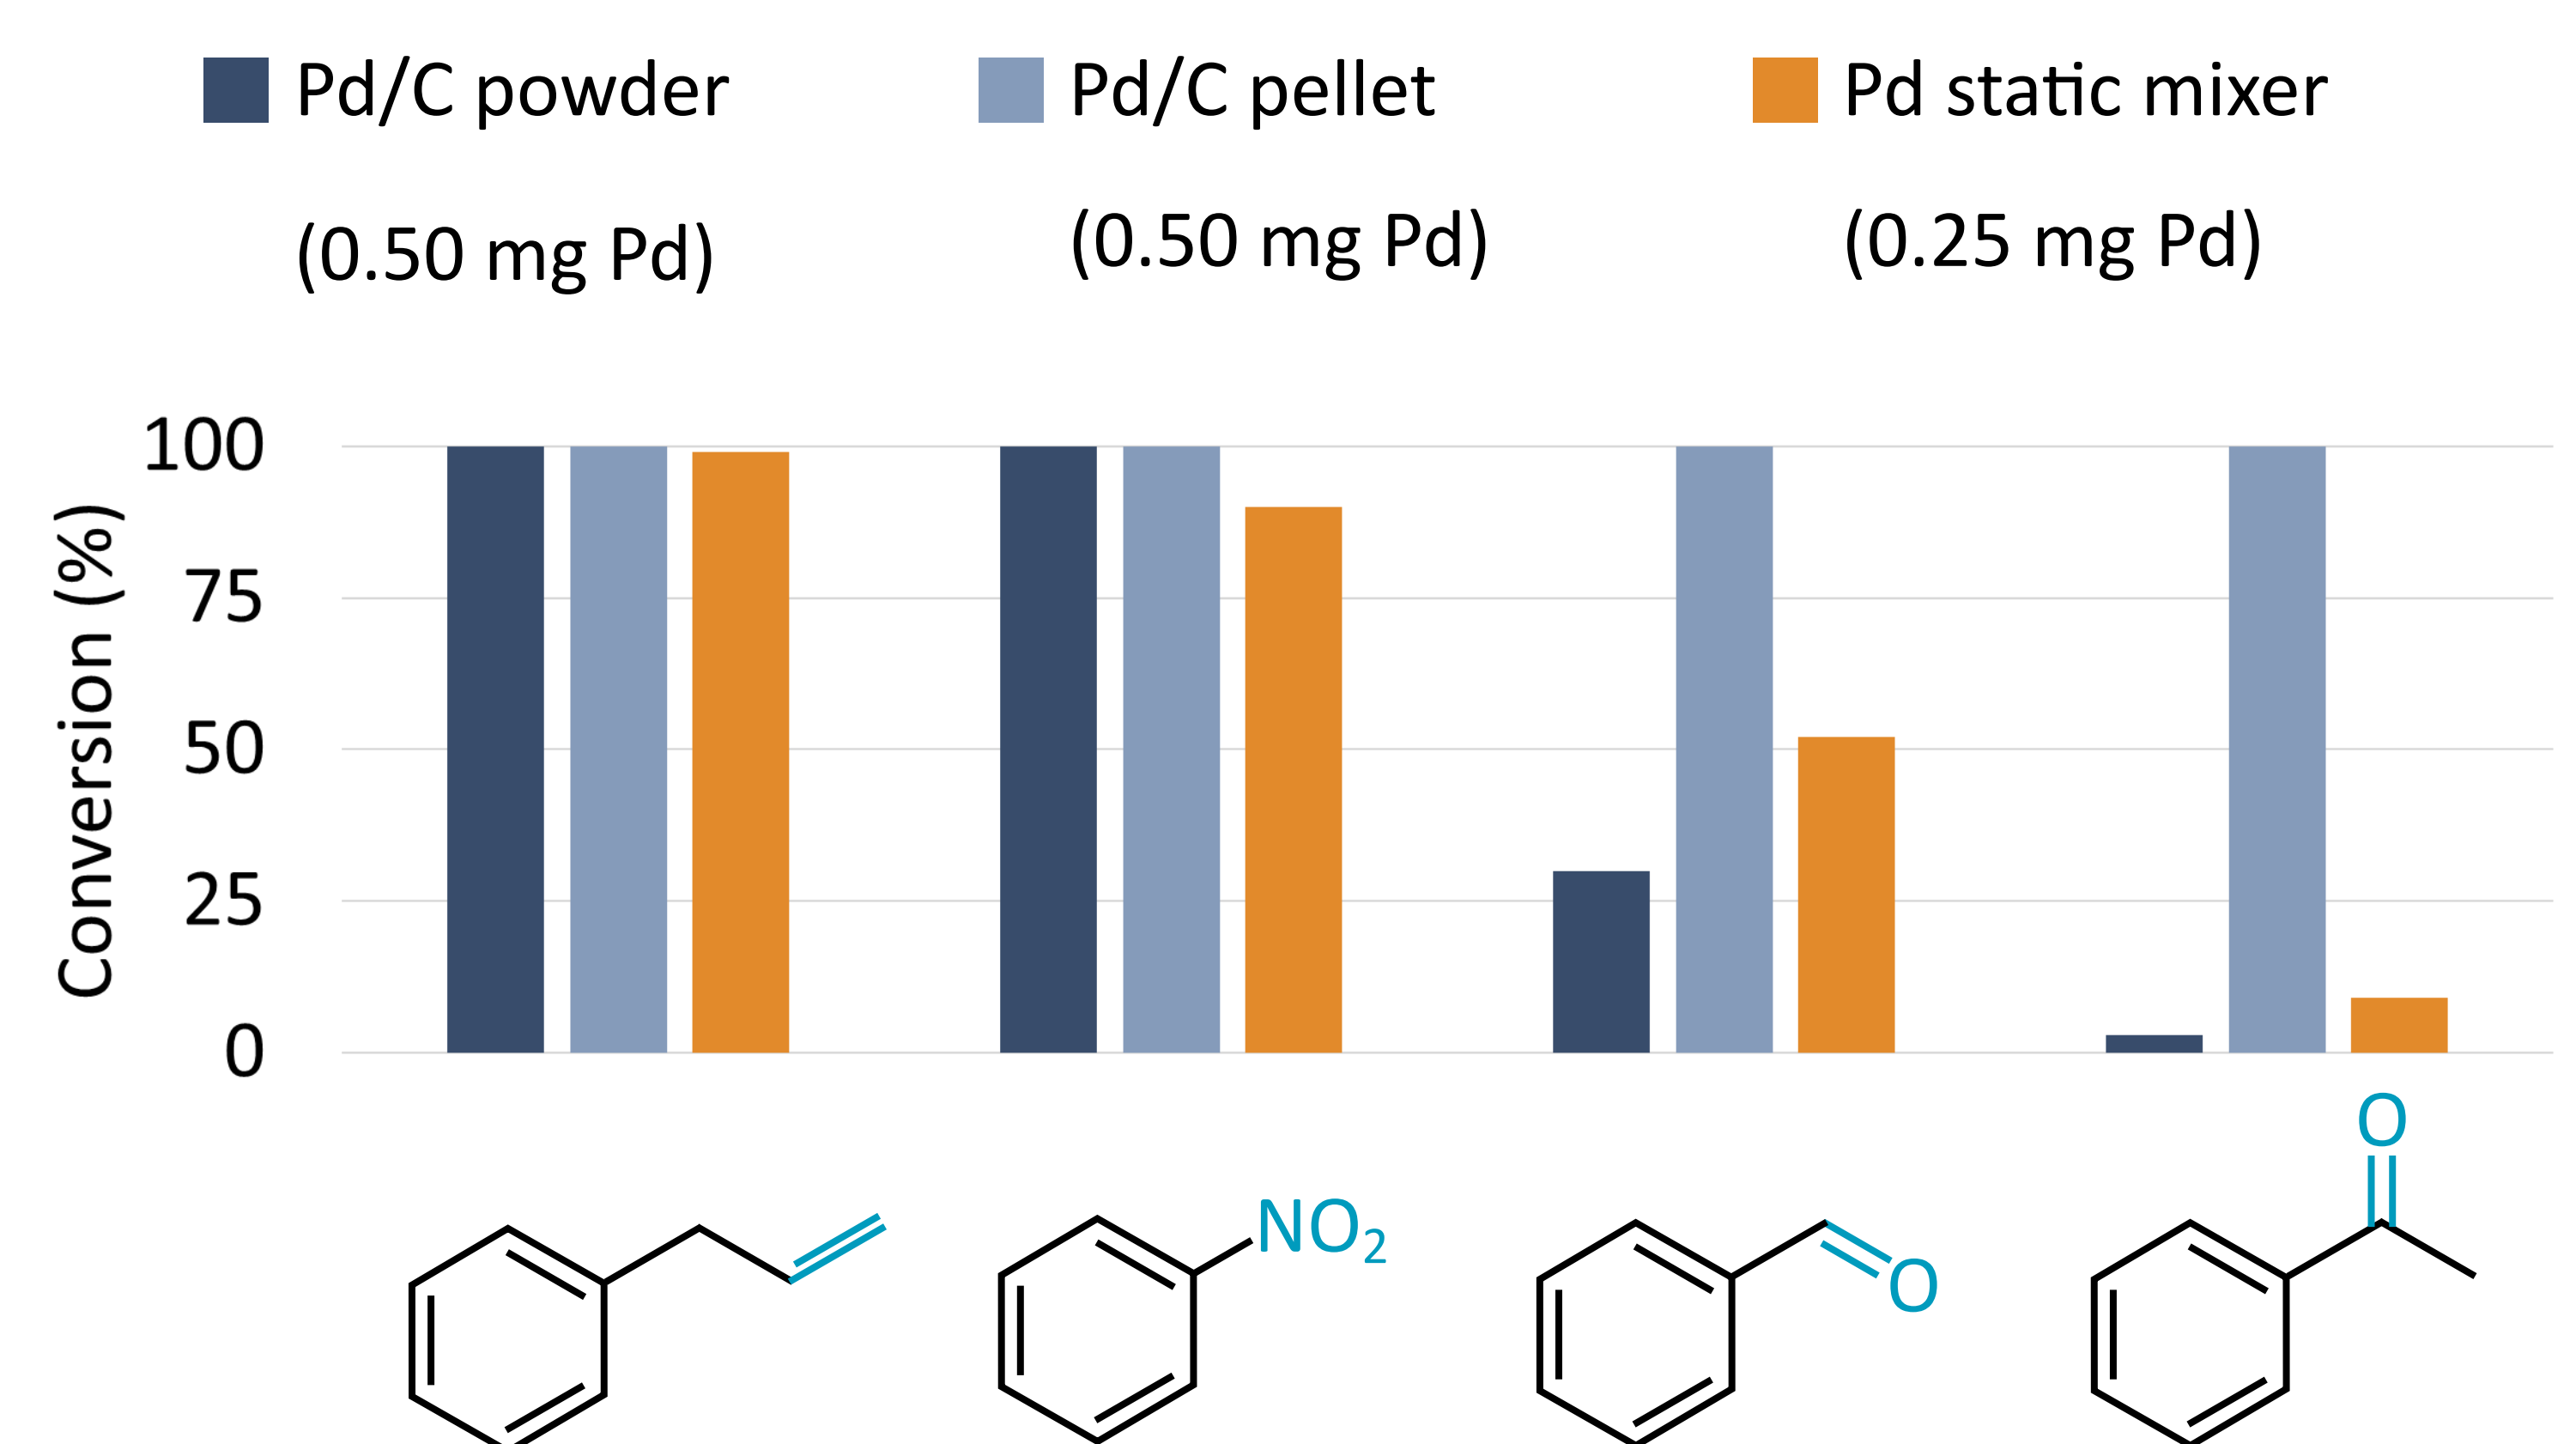 Pd/C powder
(0.50 mg Pd)
Pd/C pellet
(0.50 mg Pd)
Pd static mixer
(0.25 mg Pd)
Conversion (%)
100
75
50
25
0
NO₂
O
O